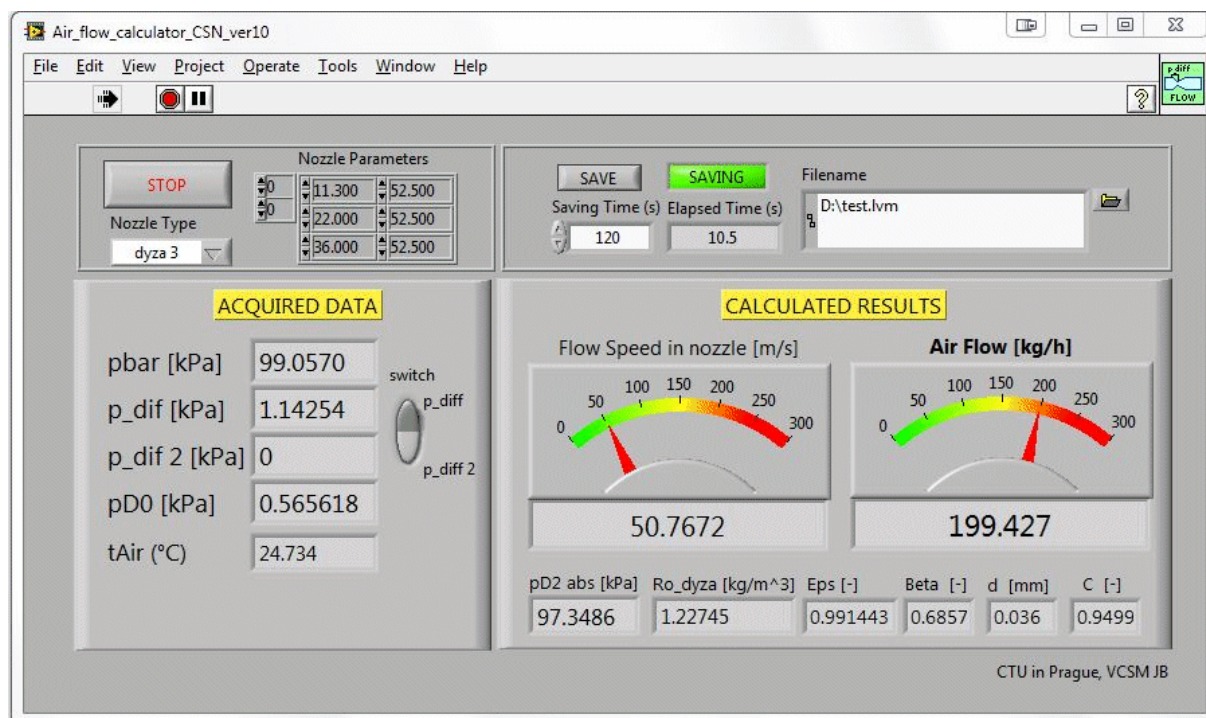 Air_flow_calculator_CSN_ver10
File Edit View Project Operate Tools Window Help
p diff
FLOW
STOP
Nozzle Type
dyza 3
Nozzle Parameters
0
0
11.300 52.500
22.000 52.500
36.000 52.500
SAVE SAVING
Saving Time (s) Elapsed Time (s)
120 10.5
Filename
D:\test.lvm
ACQUIRED DATA
pbar [kPa] 99.0570
p_dif [kPa] 1.14254
p_dif 2 [kPa] 0
pD0 [kPa] 0.565618
tAir (°C) 24.734
switch
p_diff
p_diff 2
CALCULATED RESULTS
Flow Speed in nozzle [m/s]
0 50 100 150 200 250 300
50.7672
Air Flow [kg/h]
0 50 100 150 200 250 300
199.427
pD2 abs [kPa] Ro_dyza [kg/m^3] Eps [-] Beta [-] d [mm] C [-]
97.3486 1.22745 0.991443 0.6857 0.036 0.9499
CTU in Prague, VCSM JB